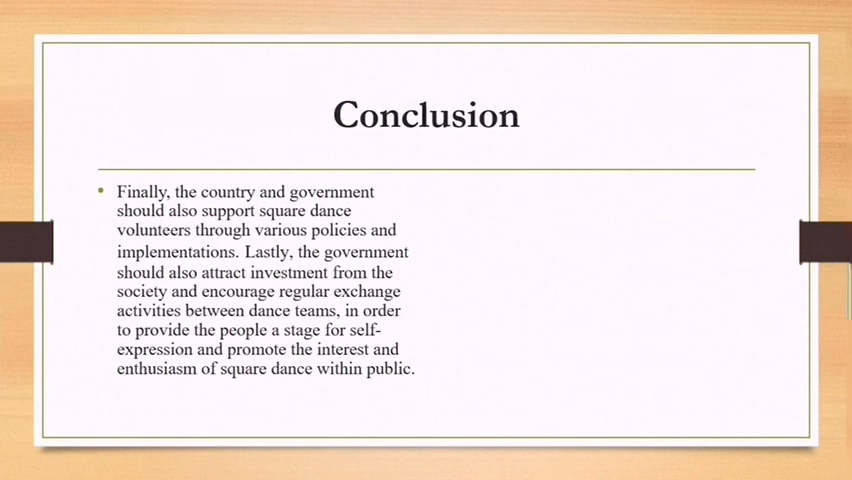 Conclusion
• Finally, the country and government
should also support square dance
volunteers through various policies and
implementations. Lastly, the government
should also attract investment from the
society and encourage regular exchange
activities between dance teams, in order
to provide the people a stage for self-
expression and promote the interest and
enthusiasm of square dance within public.